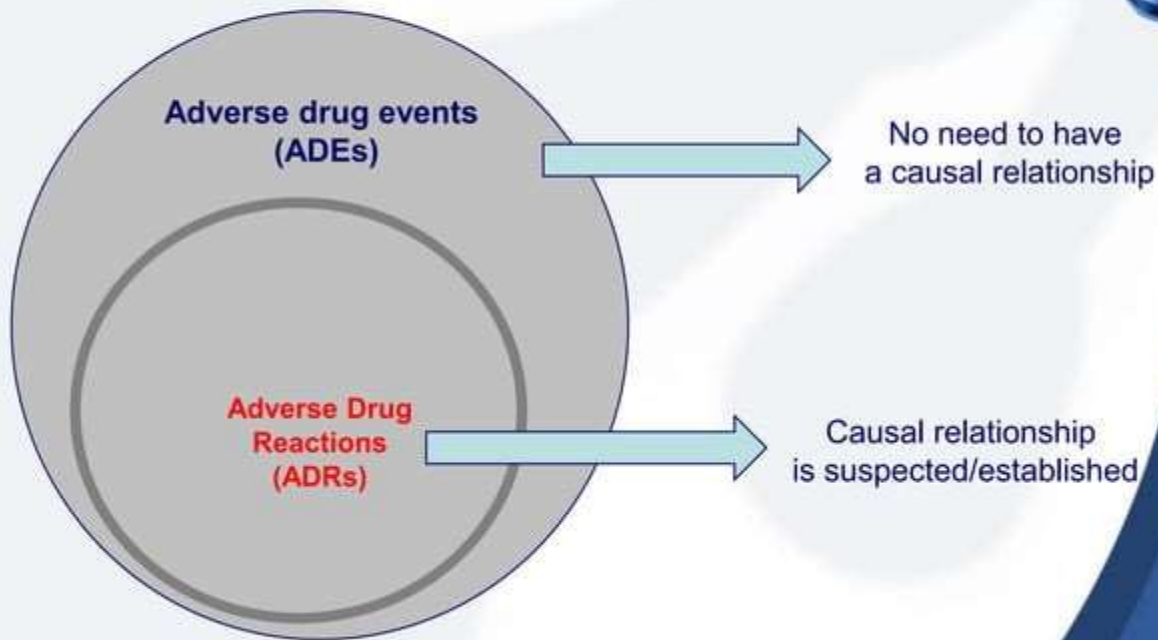 Adverse drug events
(ADEs)
No need to have
a causal relationship
Adverse Drug
Reactions
(ADRs)
Causal relationship
is suspected/established